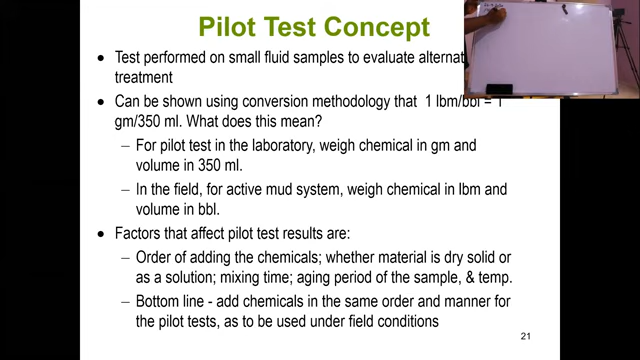 Pilot Test Concept
• Test performed on small fluid samples to evaluate
treatment
• Can be shown using conversion methodology that 1 lbm/bbl = 1
gm/350 ml. What does this mean?
– For pilot test in the laboratory, weigh chemical in gm and
volume in 350 ml.
– In the field, for active mud system, weigh chemical in lbm and
volume in bbl.
• Factors that affect pilot test results are:
– Order of adding the chemicals; whether material is dry solid or
as a solution; mixing time; aging period of the sample, & temp.
– Bottom line - add chemicals in the same order and manner for
the pilot tests, as to be used under field conditions
21